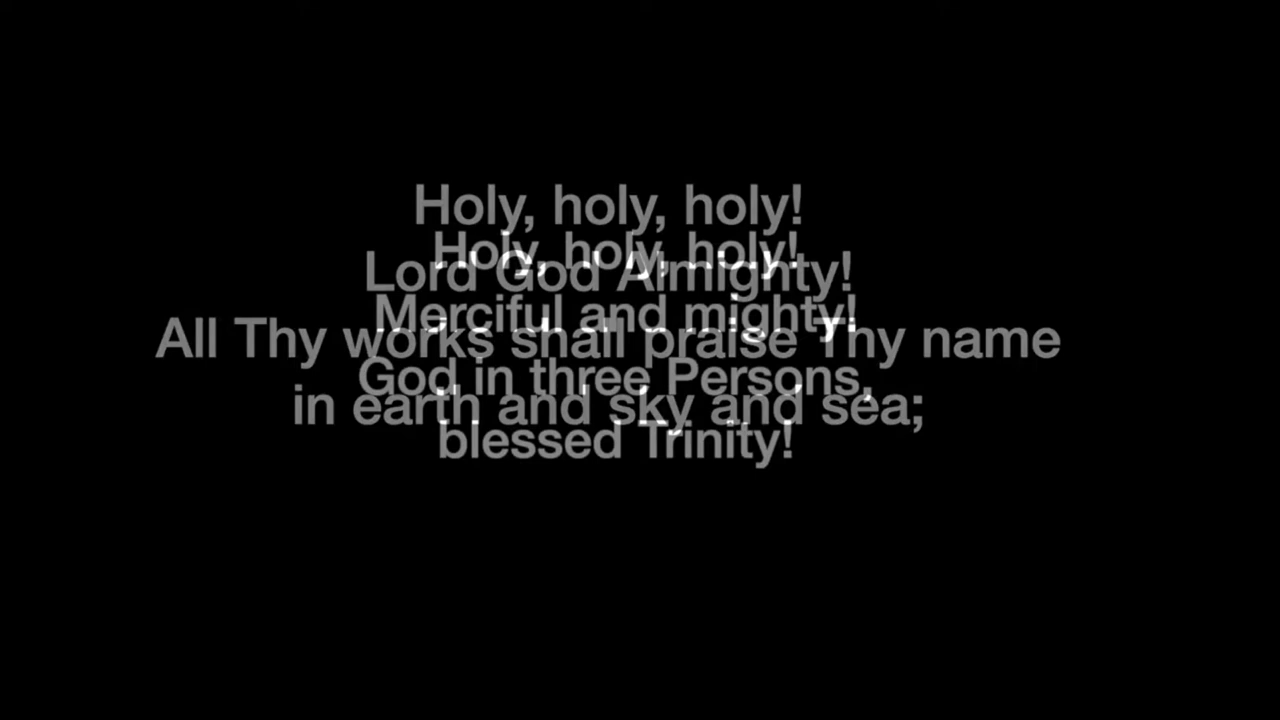 Holy, holy, holy!
Holy, holy, holy!
Lord God Almighty!
Merciful and mighty!
All Thy works shall praise Thy name
God in three Persons,
in earth and sky and sea;
blessed Trinity!